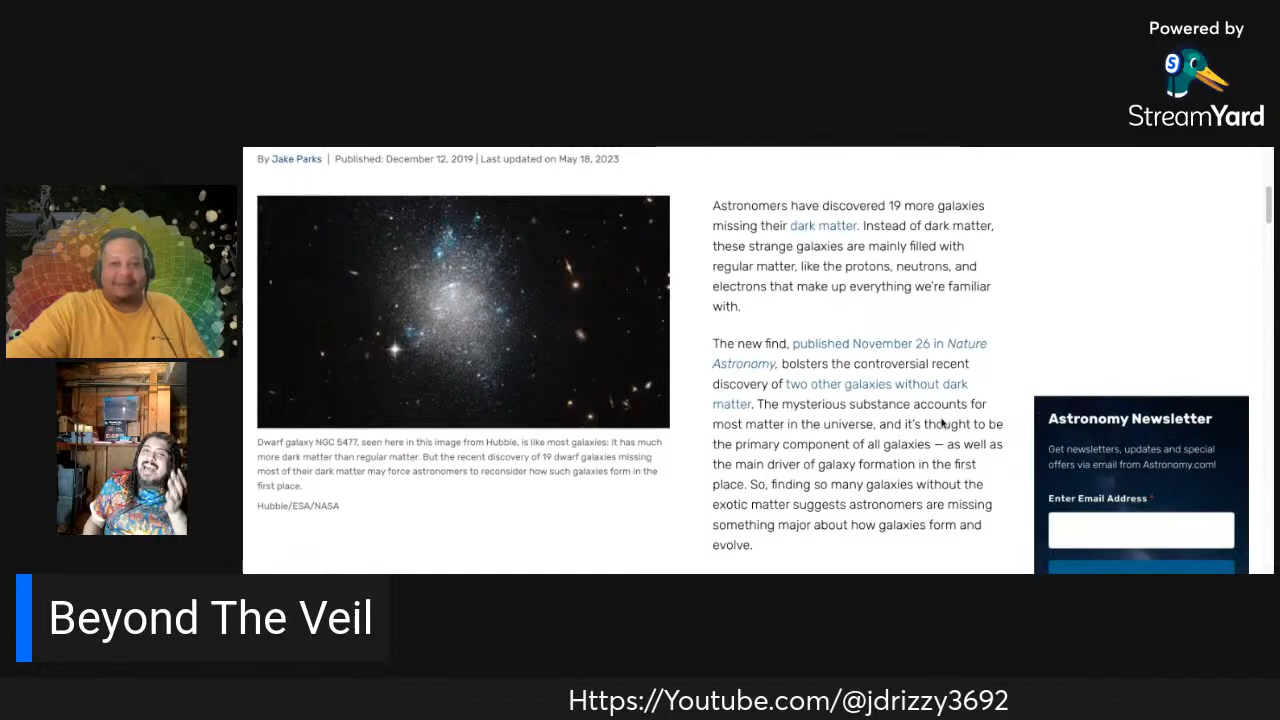 Powered by
StreamYard
By Jake Parks | Published: December 12, 2019 | Last updated on May 18, 2023
Astronomers have discovered 19 more galaxies
missing their dark matter. Instead of dark matter,
these strange galaxies are mainly filled with
regular matter, like the protons, neutrons, and
electrons that make up everything we're familiar
with.
The new find, published November 26 in Nature
Astronomy, bolsters the controversial recent
discovery of two other galaxies without dark
matter. The mysterious substance accounts for
most matter in the universe, and it's thought to be
the primary component of all galaxies — as well as
the main driver of galaxy formation in the first
place. So, finding so many galaxies without the
exotic matter suggests astronomers are missing
something major about how galaxies form and
evolve.
Dwarf galaxy NGC 5477, seen here in this image from Hubble, is like most galaxies: It has much
more dark matter than regular matter. But the recent discovery of 19 dwarf galaxies missing
most of their dark matter may force astronomers to reconsider how such galaxies form in the
first place.
Hubble/ESA/NASA
Astronomy Newsletter
Get newsletters, updates and special
offers via email from Astronomy.com!
Enter Email Address *
Beyond The Veil
Https://Youtube.com/@jdrizzy3692